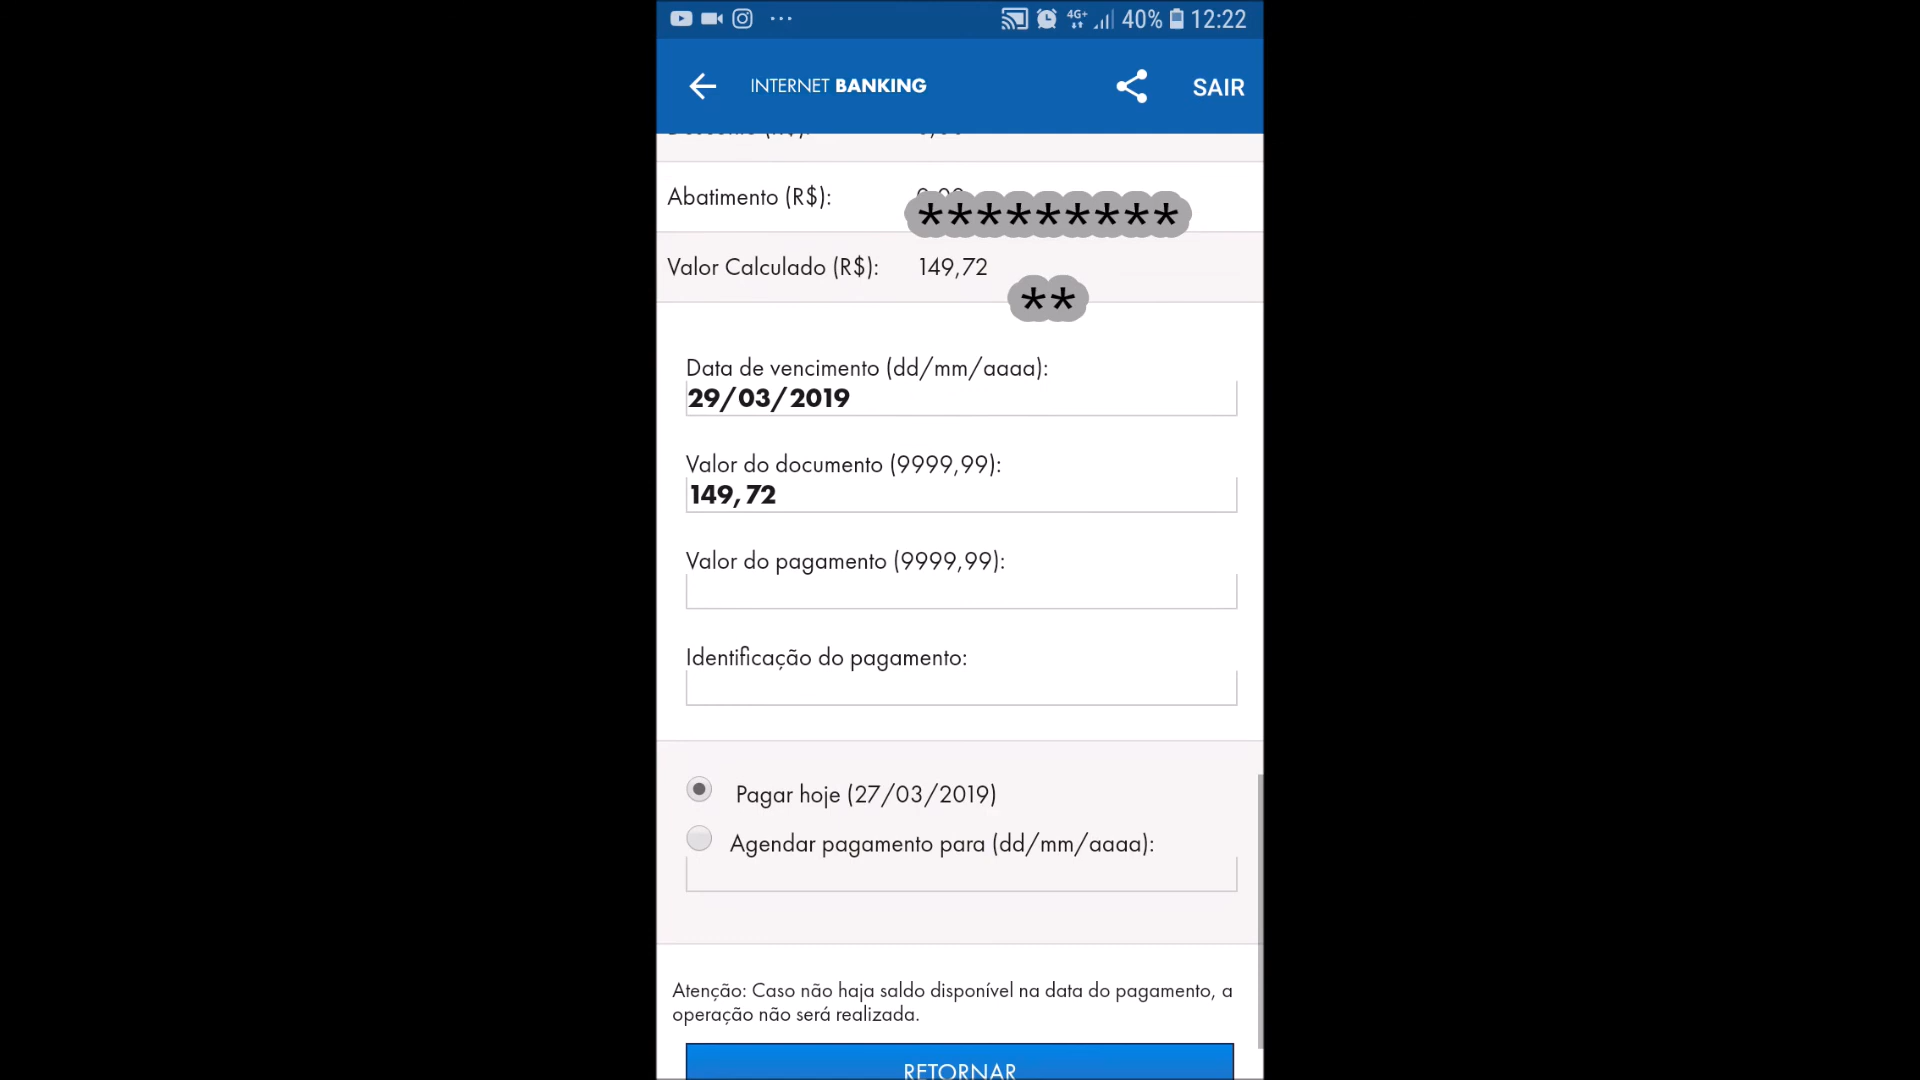 4G+ 40% 12:22
INTERNET BANKING SAIR
Abatimento (R$):
*********
Valor Calculado (R$): 149,72
**
Data de vencimento (dd/mm/aaaa):
29/03/2019
Valor do documento (9999,99):
149,72
Valor do pagamento (9999,99):
Identificação do pagamento:
Pagar hoje (27/03/2019)
Agendar pagamento para (dd/mm/aaaa):
Atenção: Caso não haja saldo disponível na data do pagamento, a
operação não será realizada.
RETORNAR